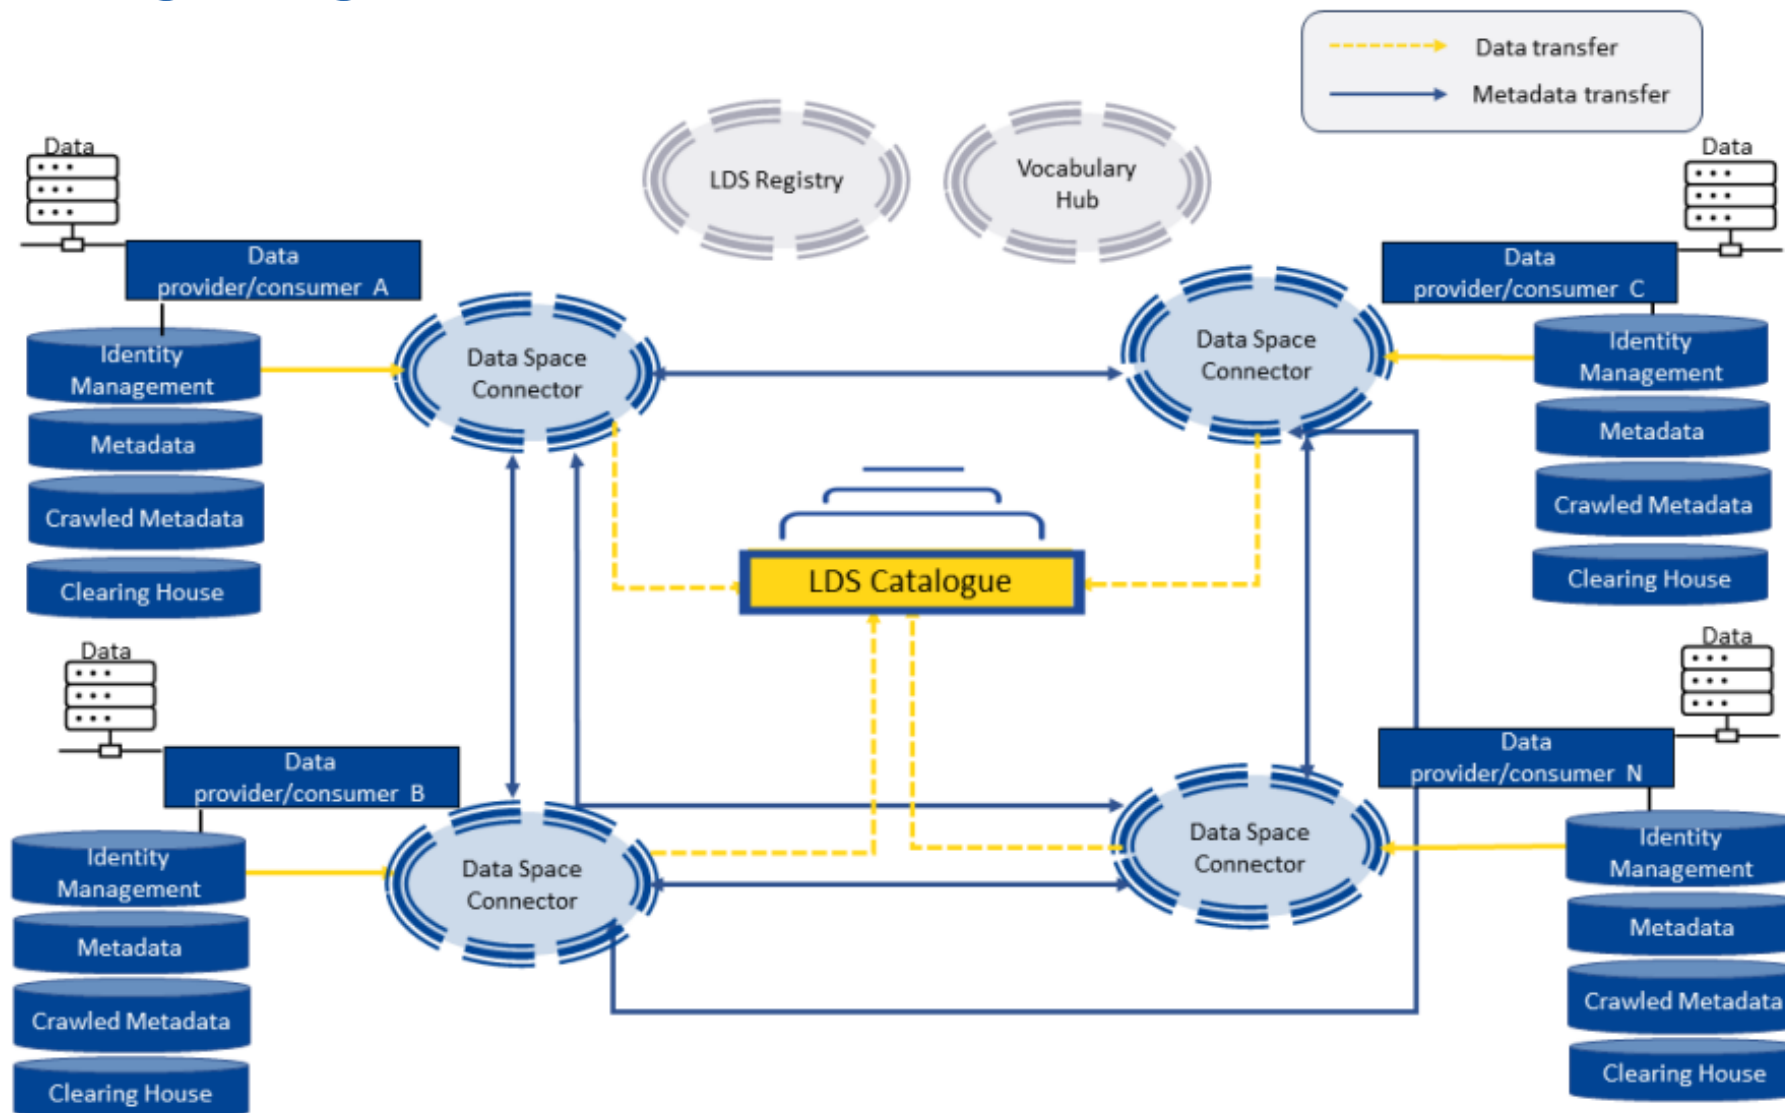 Data transfer
Metadata transfer
LDS Registry
Vocabulary
Hub
Data
Data
provider/consumer A
Identity
Management
Metadata
Crawled Metadata
Clearing House
Data Space
Connector
Data Space
Connector
Data
Data
provider/consumer C
Identity
Management
Metadata
Crawled Metadata
Clearing House
LDS Catalogue
Data
Data
provider/consumer B
Identity
Management
Metadata
Crawled Metadata
Clearing House
Data Space
Connector
Data Space
Connector
Data
Data
provider/consumer N
Identity
Management
Metadata
Crawled Metadata
Clearing House